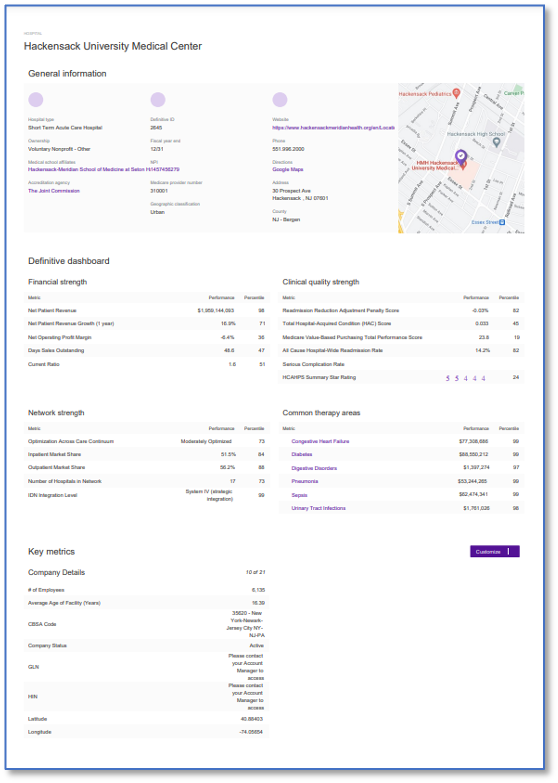 HOSPITAL
Hackensack University Medical Center
General information
Hospital type
Short Term Acute Care Hospital
Ownership
Voluntary Nonprofit - Other
Medical school affiliates
Hackensack-Meridian School of Medicine at Seton H
Accreditation agency
The Joint Commission
Definitive ID
2645
Fiscal year end
12/31
NPI
1457458279
Medicare provider number
310001
Geographic classification
Urban
Website
https://www.hackensackmeridianhealth.org/en/Locati
Phone
551.996.2000
Directions
Google Maps
Address
30 Prospect Ave
Hackensack , NJ 07601
County
NJ - Bergen
Hackensack Pediatrics
Hackensack High School
HMH Hackensack
University Medical...
Essex Street
Definitive dashboard
Financial strength
Metric Performance Percentile
Net Patient Revenue 98
Net Patient Revenue Growth (1 year) 16.9% 71
Net Operating Profit Margin -6.4% 36
Days Sales Outstanding 48.6 47
Current Ratio 1.6 51
Clinical quality strength
Metric Performance Percentile
Readmission Reduction Adjustment Penalty Score -0.03% 62
Total Hospital-Acquired Condition (HAC) Score 0.033 45
Medicare Value-Based Purchasing Total Performance Score 23.6 19
All Cause Hospital-Wide Readmission Rate 14.2% 62
Serious Complication Rate
HCAHPS Summary Star Rating 5 5 4 4 4 24
Network strength
Metric Performance Percentile
Optimization Across Care Continuum Moderately Optimized 73
Inpatient Market Share 51.5% 84
Outpatient Market Share 56.2% 88
Number of Hospitals in Network 17 73
IDN Integration Level System IV (strategic integration) 99
Common therapy areas
Metric Performance Percentile
Congestive Heart Failure $77,308,686 99
Diabetes $68,550,212 99
Digestive Disorders $1,397,274 97
Pneumonia $53,244,265 99
Sepsis $62,474,341 99
Urinary Tract Infections $1,761,026 96
Key metrics
Customize
Company Details 10 of 21
# of Employees 6,135
Average Age of Facility (Years) 16.39
CBSA Code 35620 - New
York-Newark-
Jersey City NY-
NJ-PA
Company Status Active
GLN Please contact
your Account
Manager to
access
HIN Please contact
your Account
Manager to
access
Latitude 40.88403
Longitude -74.05654